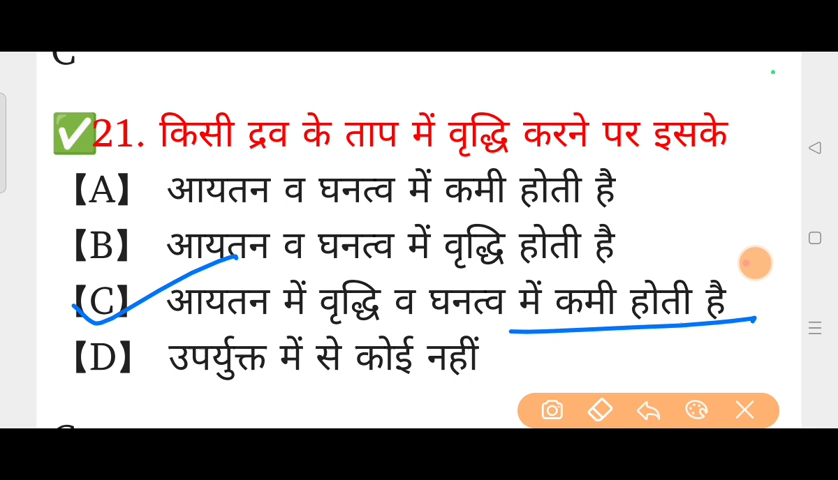 ✅21. किसी द्रव के ताप में वृद्धि करने पर इसके
【A】 आयतन व घनत्व में कमी होती है
【B】 आयतन व घनत्व में वृद्धि होती है
【C】 आयतन में वृद्धि व घनत्व में कमी होती है
【D】 उपर्युक्त में से कोई नहीं